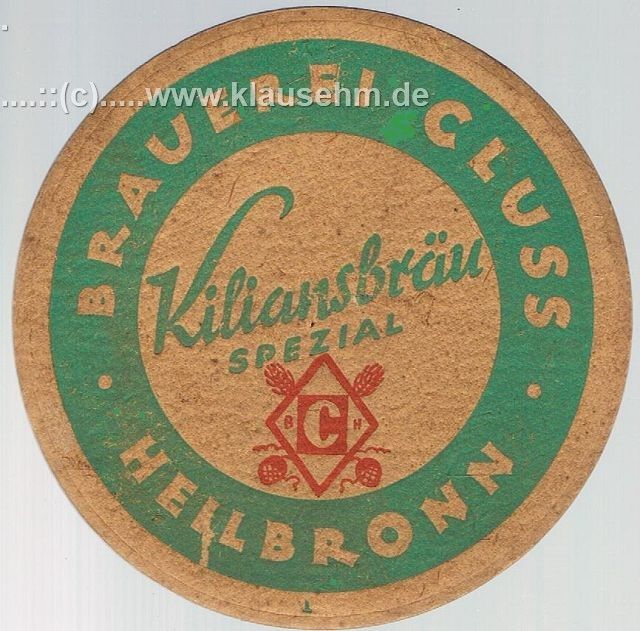 .....::(c).....www.klausehm.de
BRAUEREI CLUSS
Kiliansbräu
SPEZIAL
B C H
· HEILBRONN ·
T